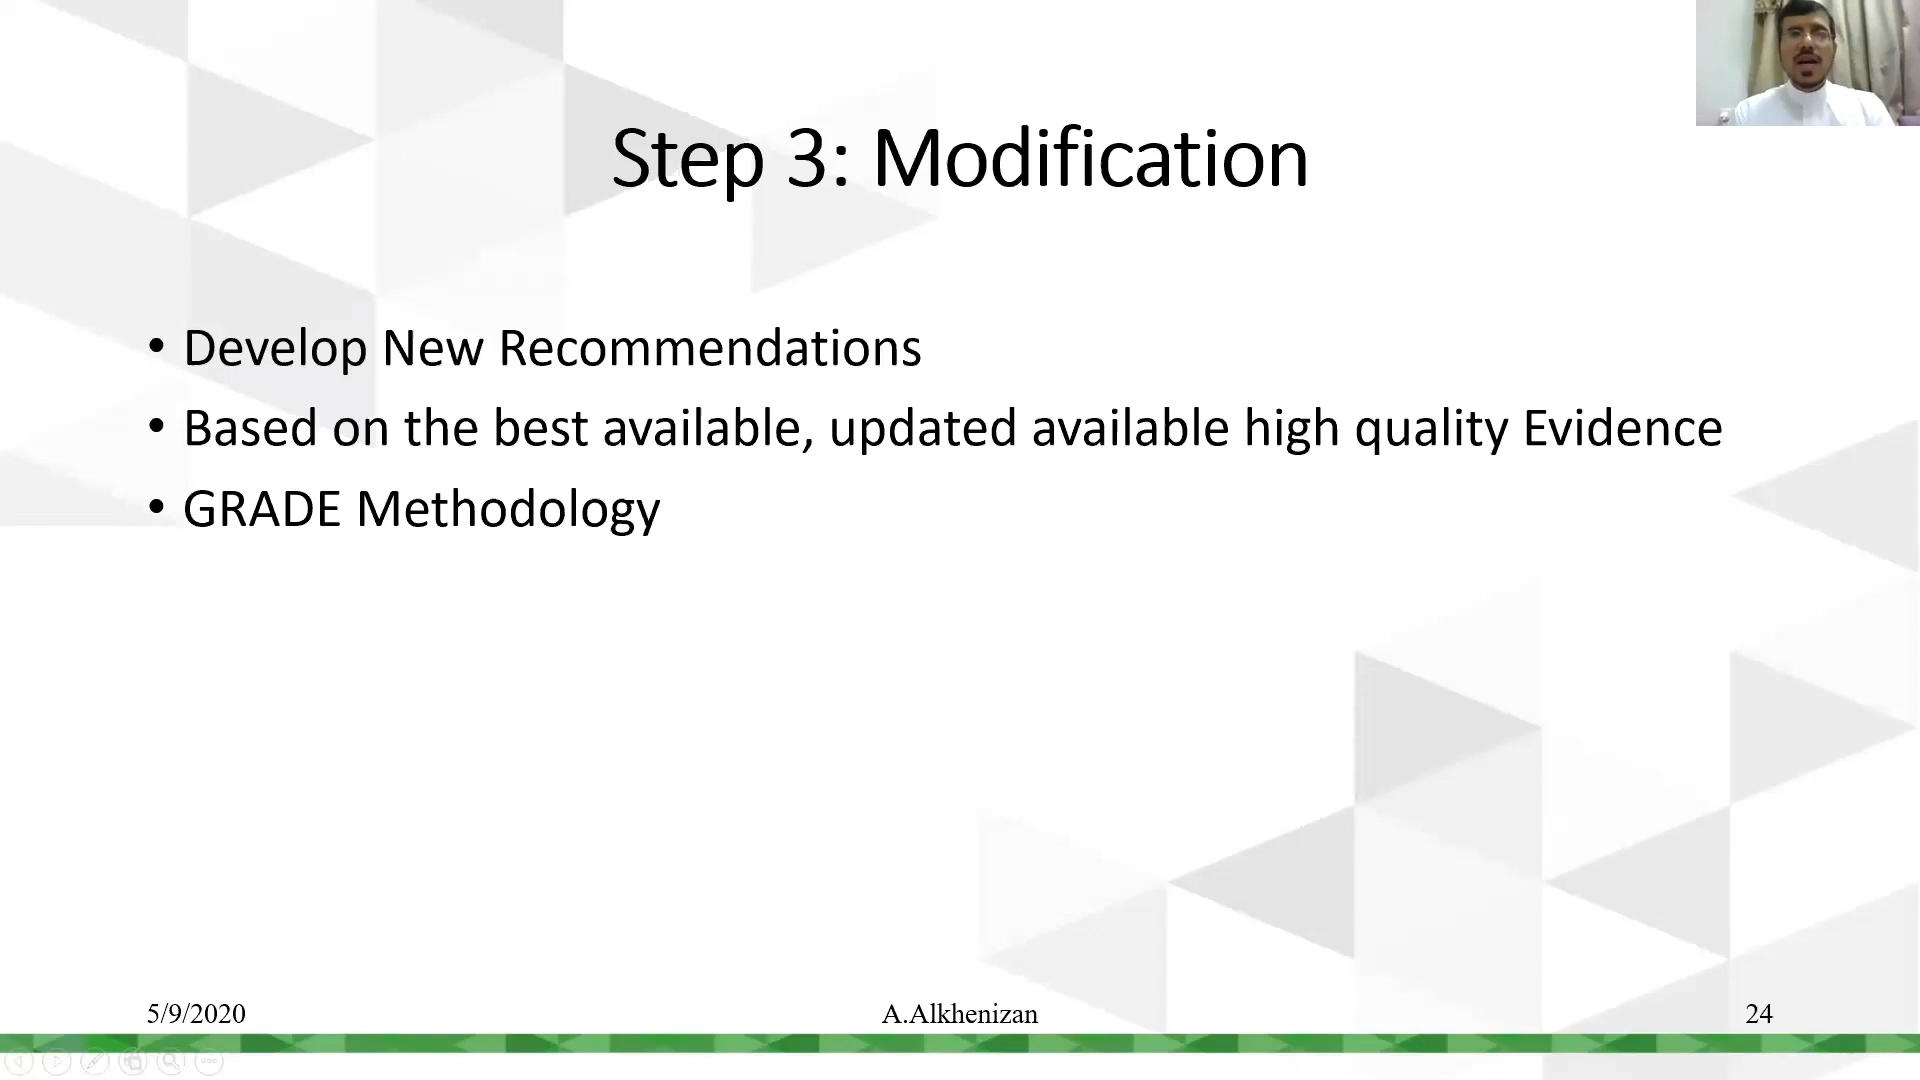 Step 3: Modification
• Develop New Recommendations
• Based on the best available, updated available high quality Evidence
• GRADE Methodology
5/9/2020
A.Alkhenizan
24